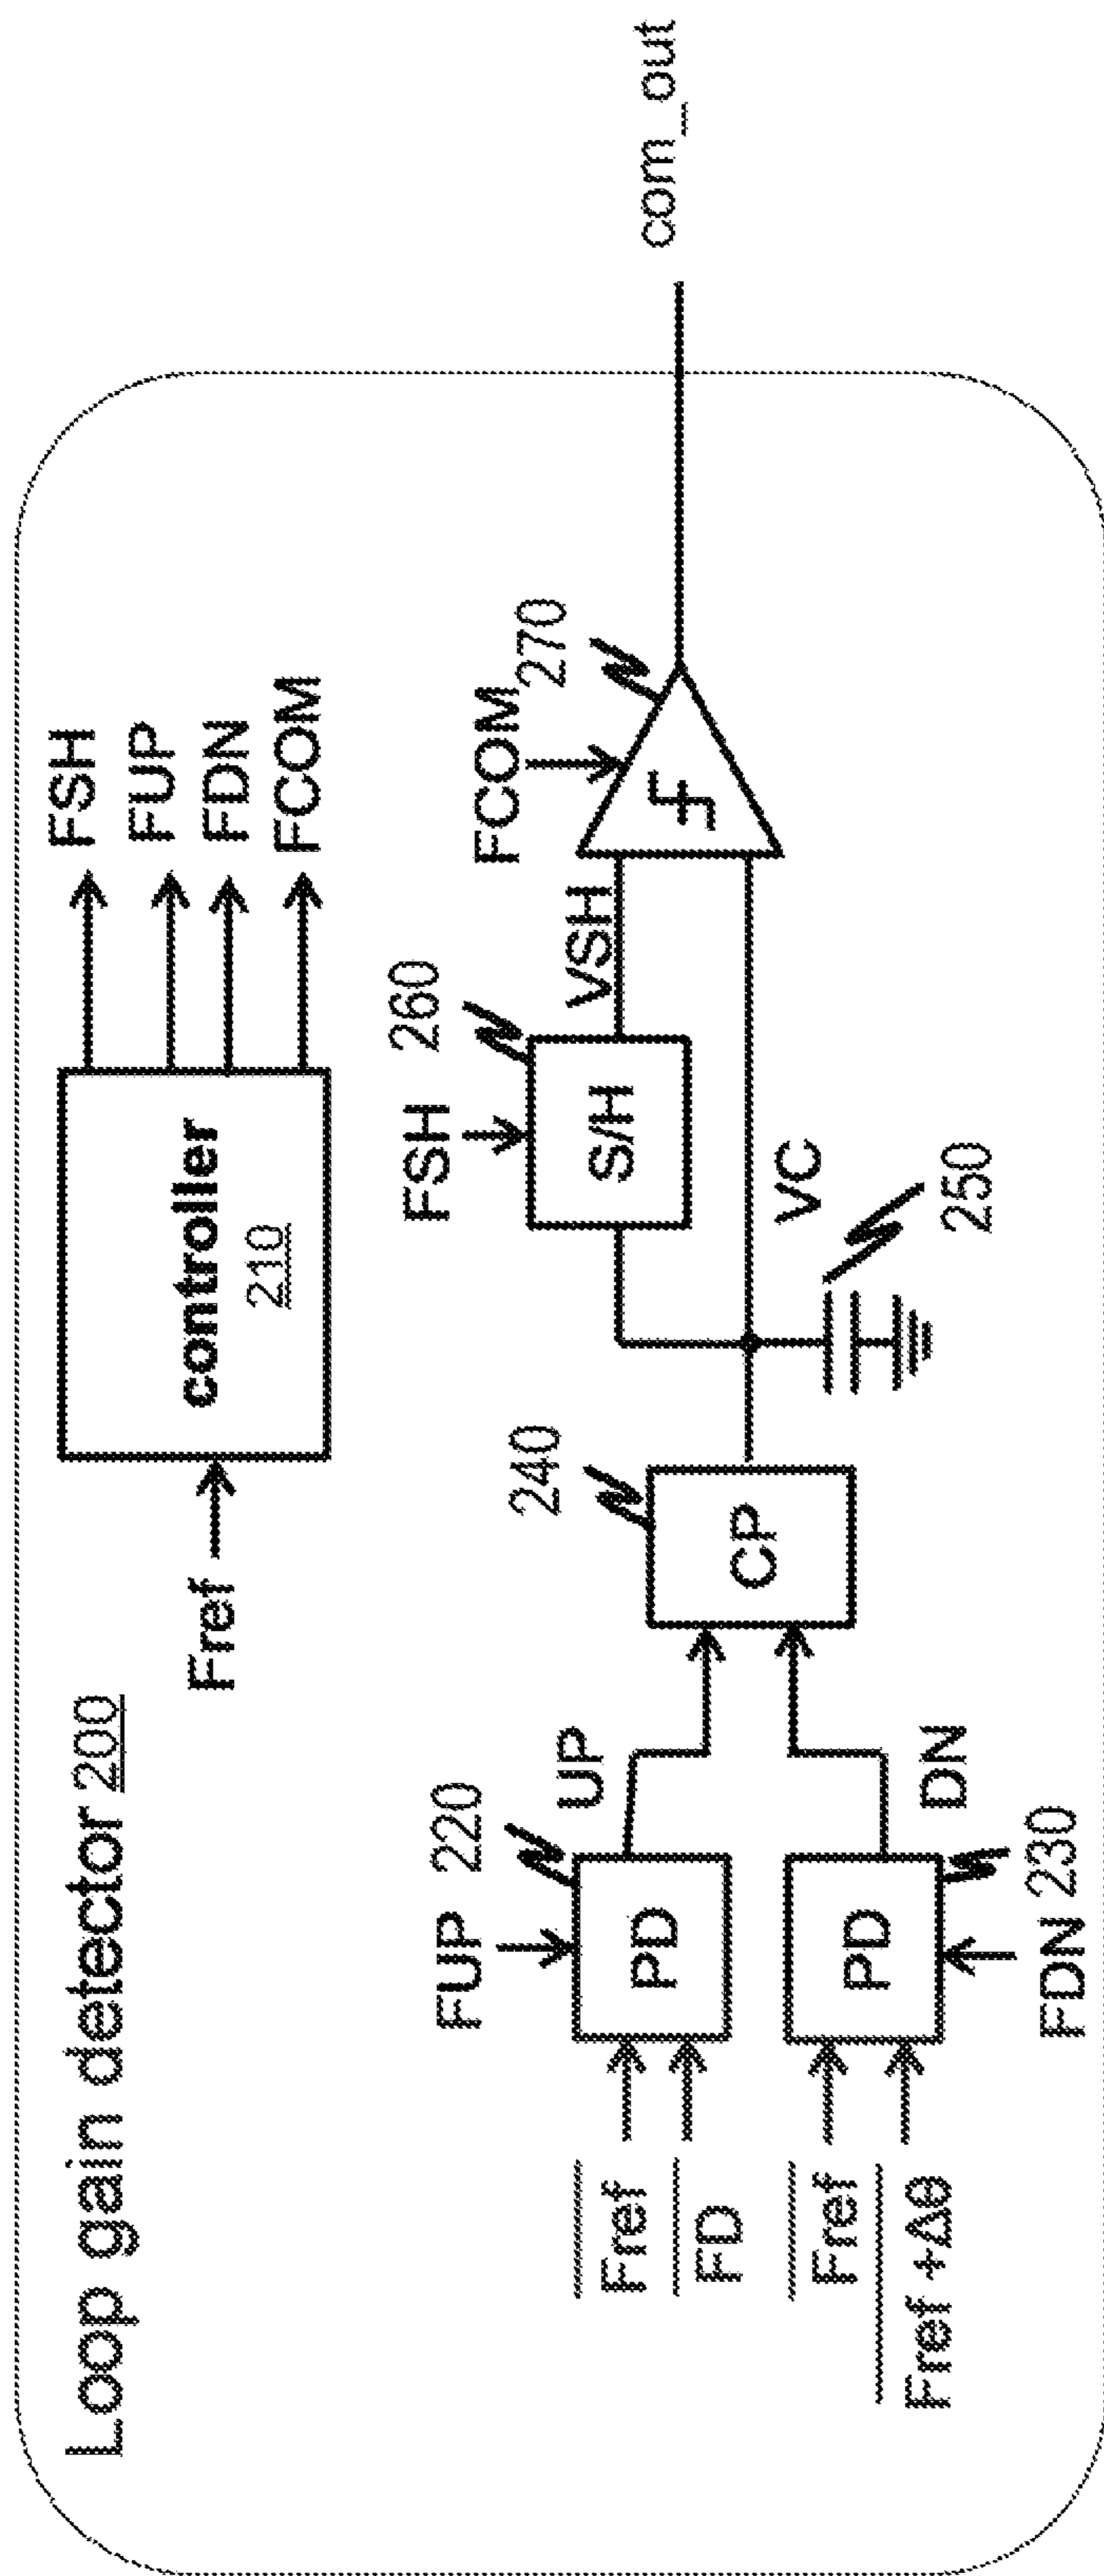 Loop gain detector 200
Fref
controller
210
FSH
FUP
FDN
FCOM
FUP 220
Fref
FD
PD
UP
Fref
Fref +Δθ
PD
DN
FDN 230
240
CP
FSH 260
S/H
VSH
VC
250
FCOM
270
com_out